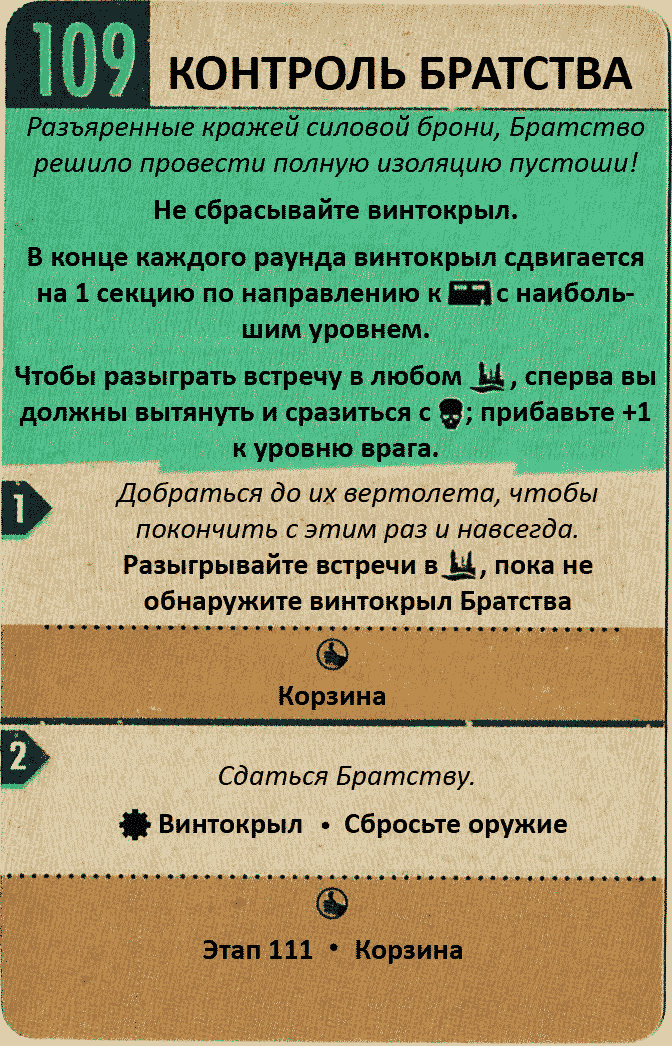 109
КОНТРОЛЬ БРАТСТВА
Разъяренные кражей силовой брони, Братство
решило провести полную изоляцию пустоши!
Не сбрасывайте винтокрыл.
В конце каждого раунда винтокрыл сдвигается
на 1 секцию по направлению к с наиболь-
шим уровнем.
Чтобы разыграть встречу в любом , сперва вы
должны вытянуть и сразиться с ; прибавьте +1
к уровню врага.
1
Добраться до их вертолета, чтобы
покончить с этим раз и навсегда.
Разыгрывайте встречи в , пока не
обнаружите винтокрыл Братства
Корзина
2
Сдаться Братству.
Винтокрыл • Сбросьте оружие
Этап 111 • Корзина